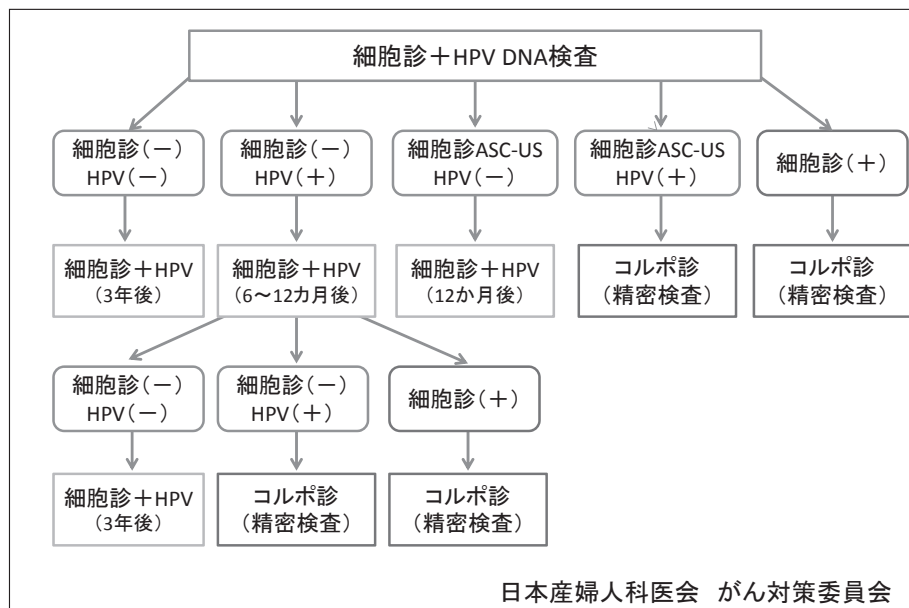 細胞診＋HPV DNA検査
細胞診（－）
HPV（－）
細胞診（－）
HPV（＋）
細胞診ASC-US
HPV（－）
細胞診ASC-US
HPV（＋）
細胞診（＋）
細胞診＋HPV
（3年後）
細胞診＋HPV
（6～12カ月後）
細胞診＋HPV
（12か月後）
コルポ診
（精密検査）
コルポ診
（精密検査）
細胞診（－）
HPV（－）
細胞診（－）
HPV（＋）
細胞診（＋）
細胞診＋HPV
（3年後）
コルポ診
（精密検査）
コルポ診
（精密検査）
日本産婦人科医会　がん対策委員会